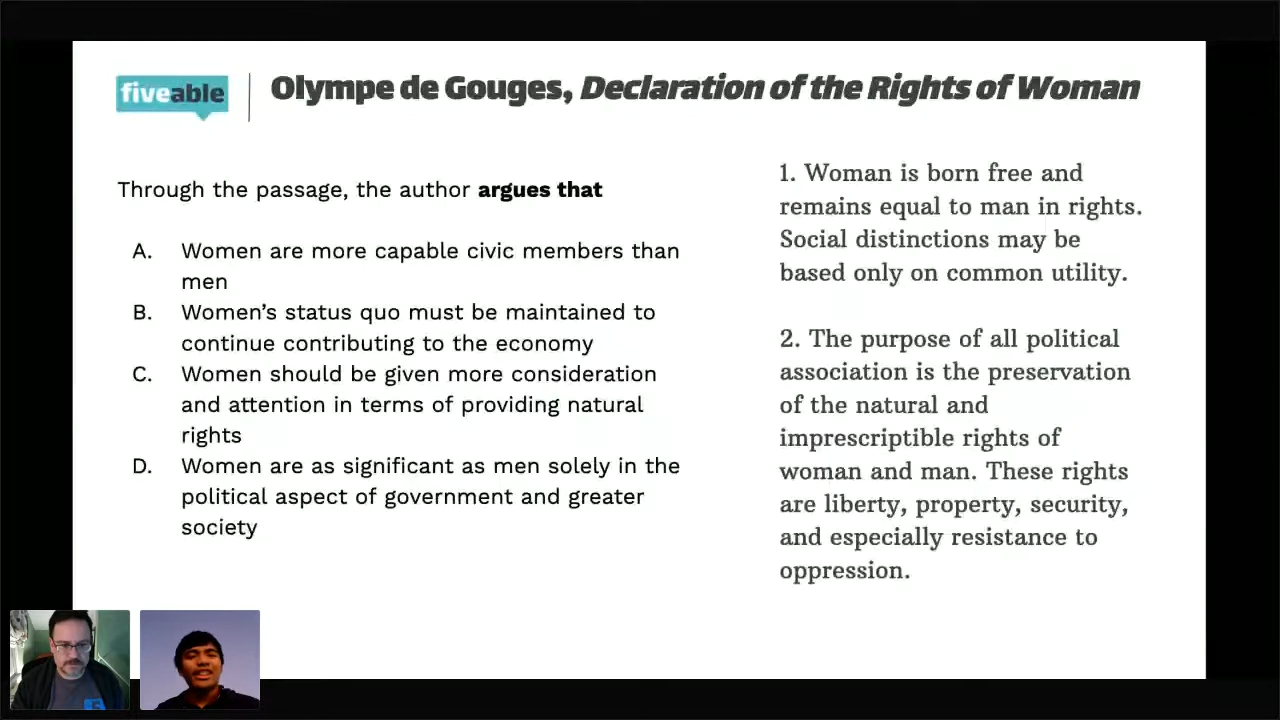 fiveable
Olympe de Gouges, Declaration of the Rights of Woman
Through the passage, the author argues that
A. Women are more capable civic members than
men
B. Women’s status quo must be maintained to
continue contributing to the economy
C. Women should be given more consideration
and attention in terms of providing natural
rights
D. Women are as significant as men solely in the
political aspect of government and greater
society
1. Woman is born free and
remains equal to man in rights.
Social distinctions may be
based only on common utility.
2. The purpose of all political
association is the preservation
of the natural and
imprescriptible rights of
woman and man. These rights
are liberty, property, security,
and especially resistance to
oppression.